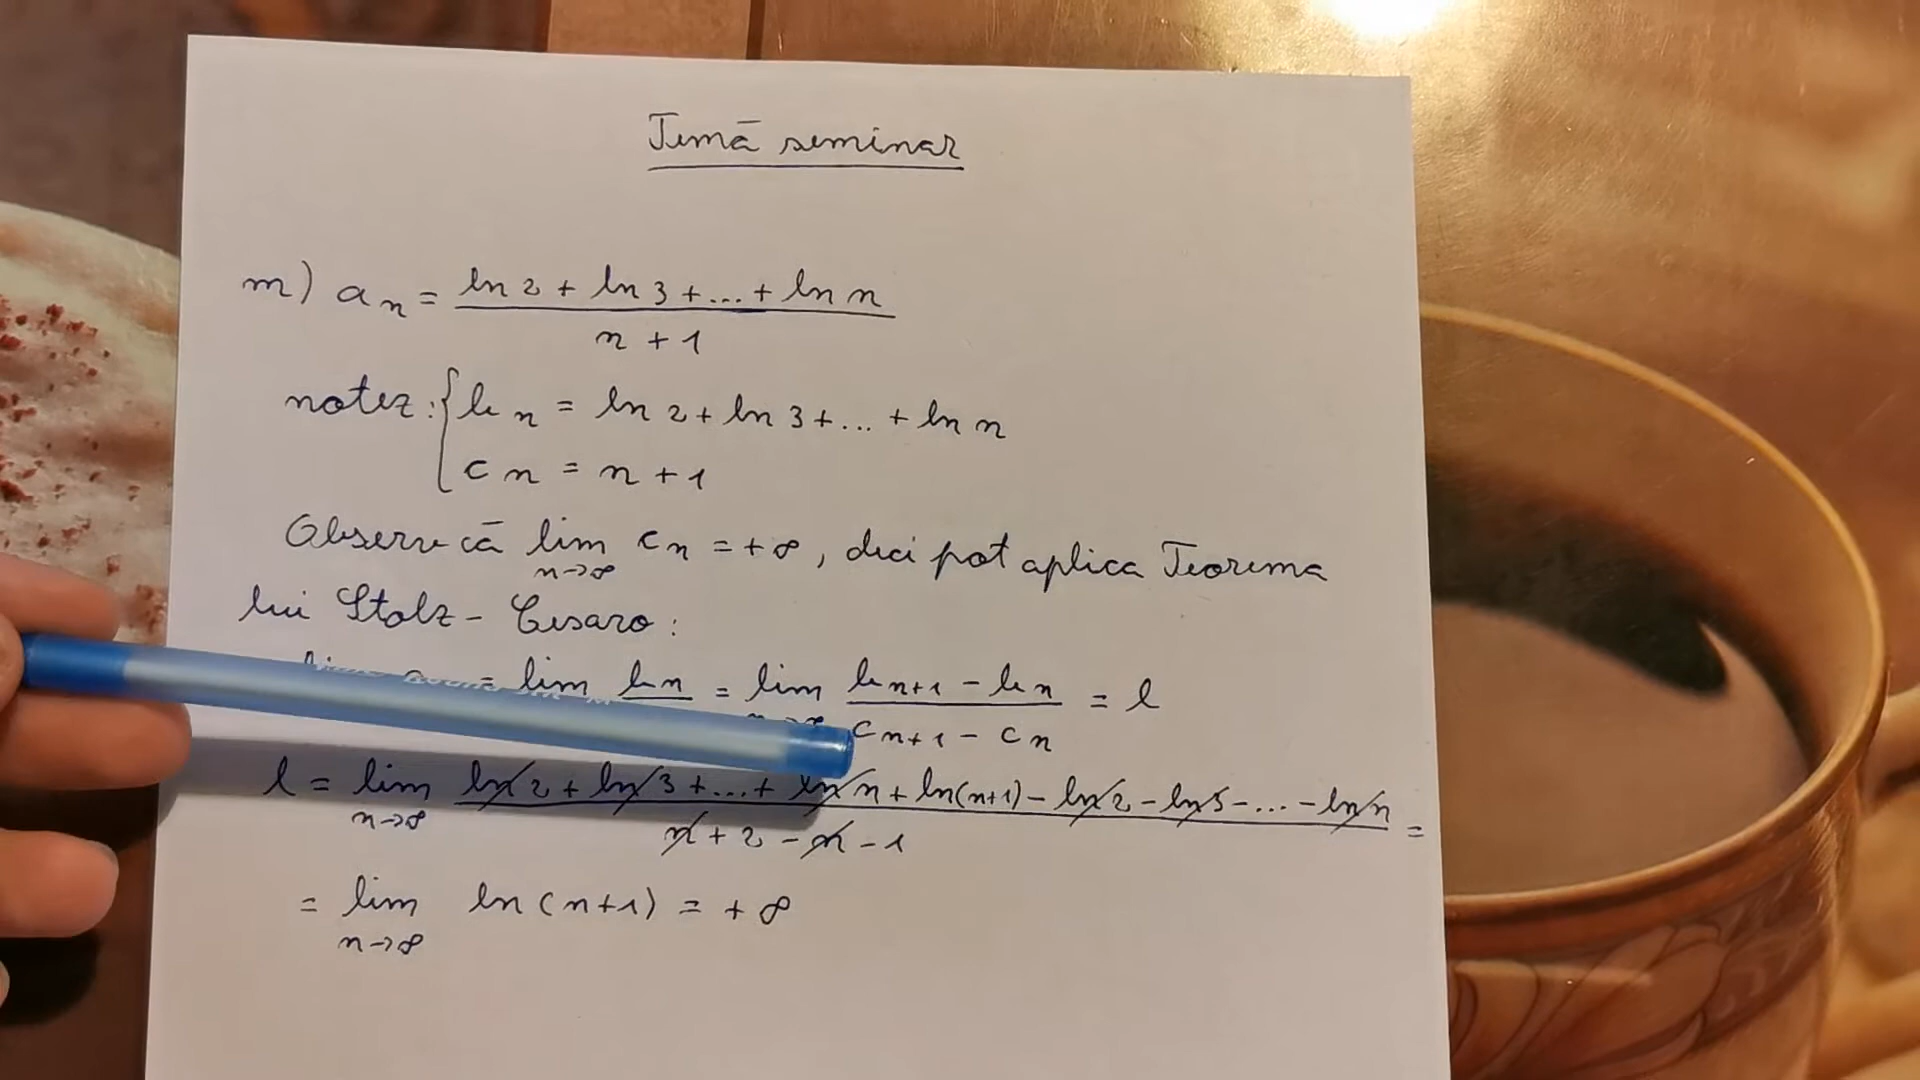 Temă seminar
m) an = ln 2 + ln 3 + ... + ln n
n + 1
notez: { bn = ln 2 + ln 3 + ... + ln n
cn = n + 1
Observ că lim cn = +∞, deci pot aplica Teorema
n→∞
lui Stolz - Cesaro:
= lim bn = lim bn+1 - bn = l
cn+1 - cn
l = lim ln 2 + ln 3 + ... + ln n + ln(n+1) - ln 2 - ln 3 - ... - ln n =
n→∞ n + 2 - n - 1
= lim ln (n+1) = +∞
n→∞